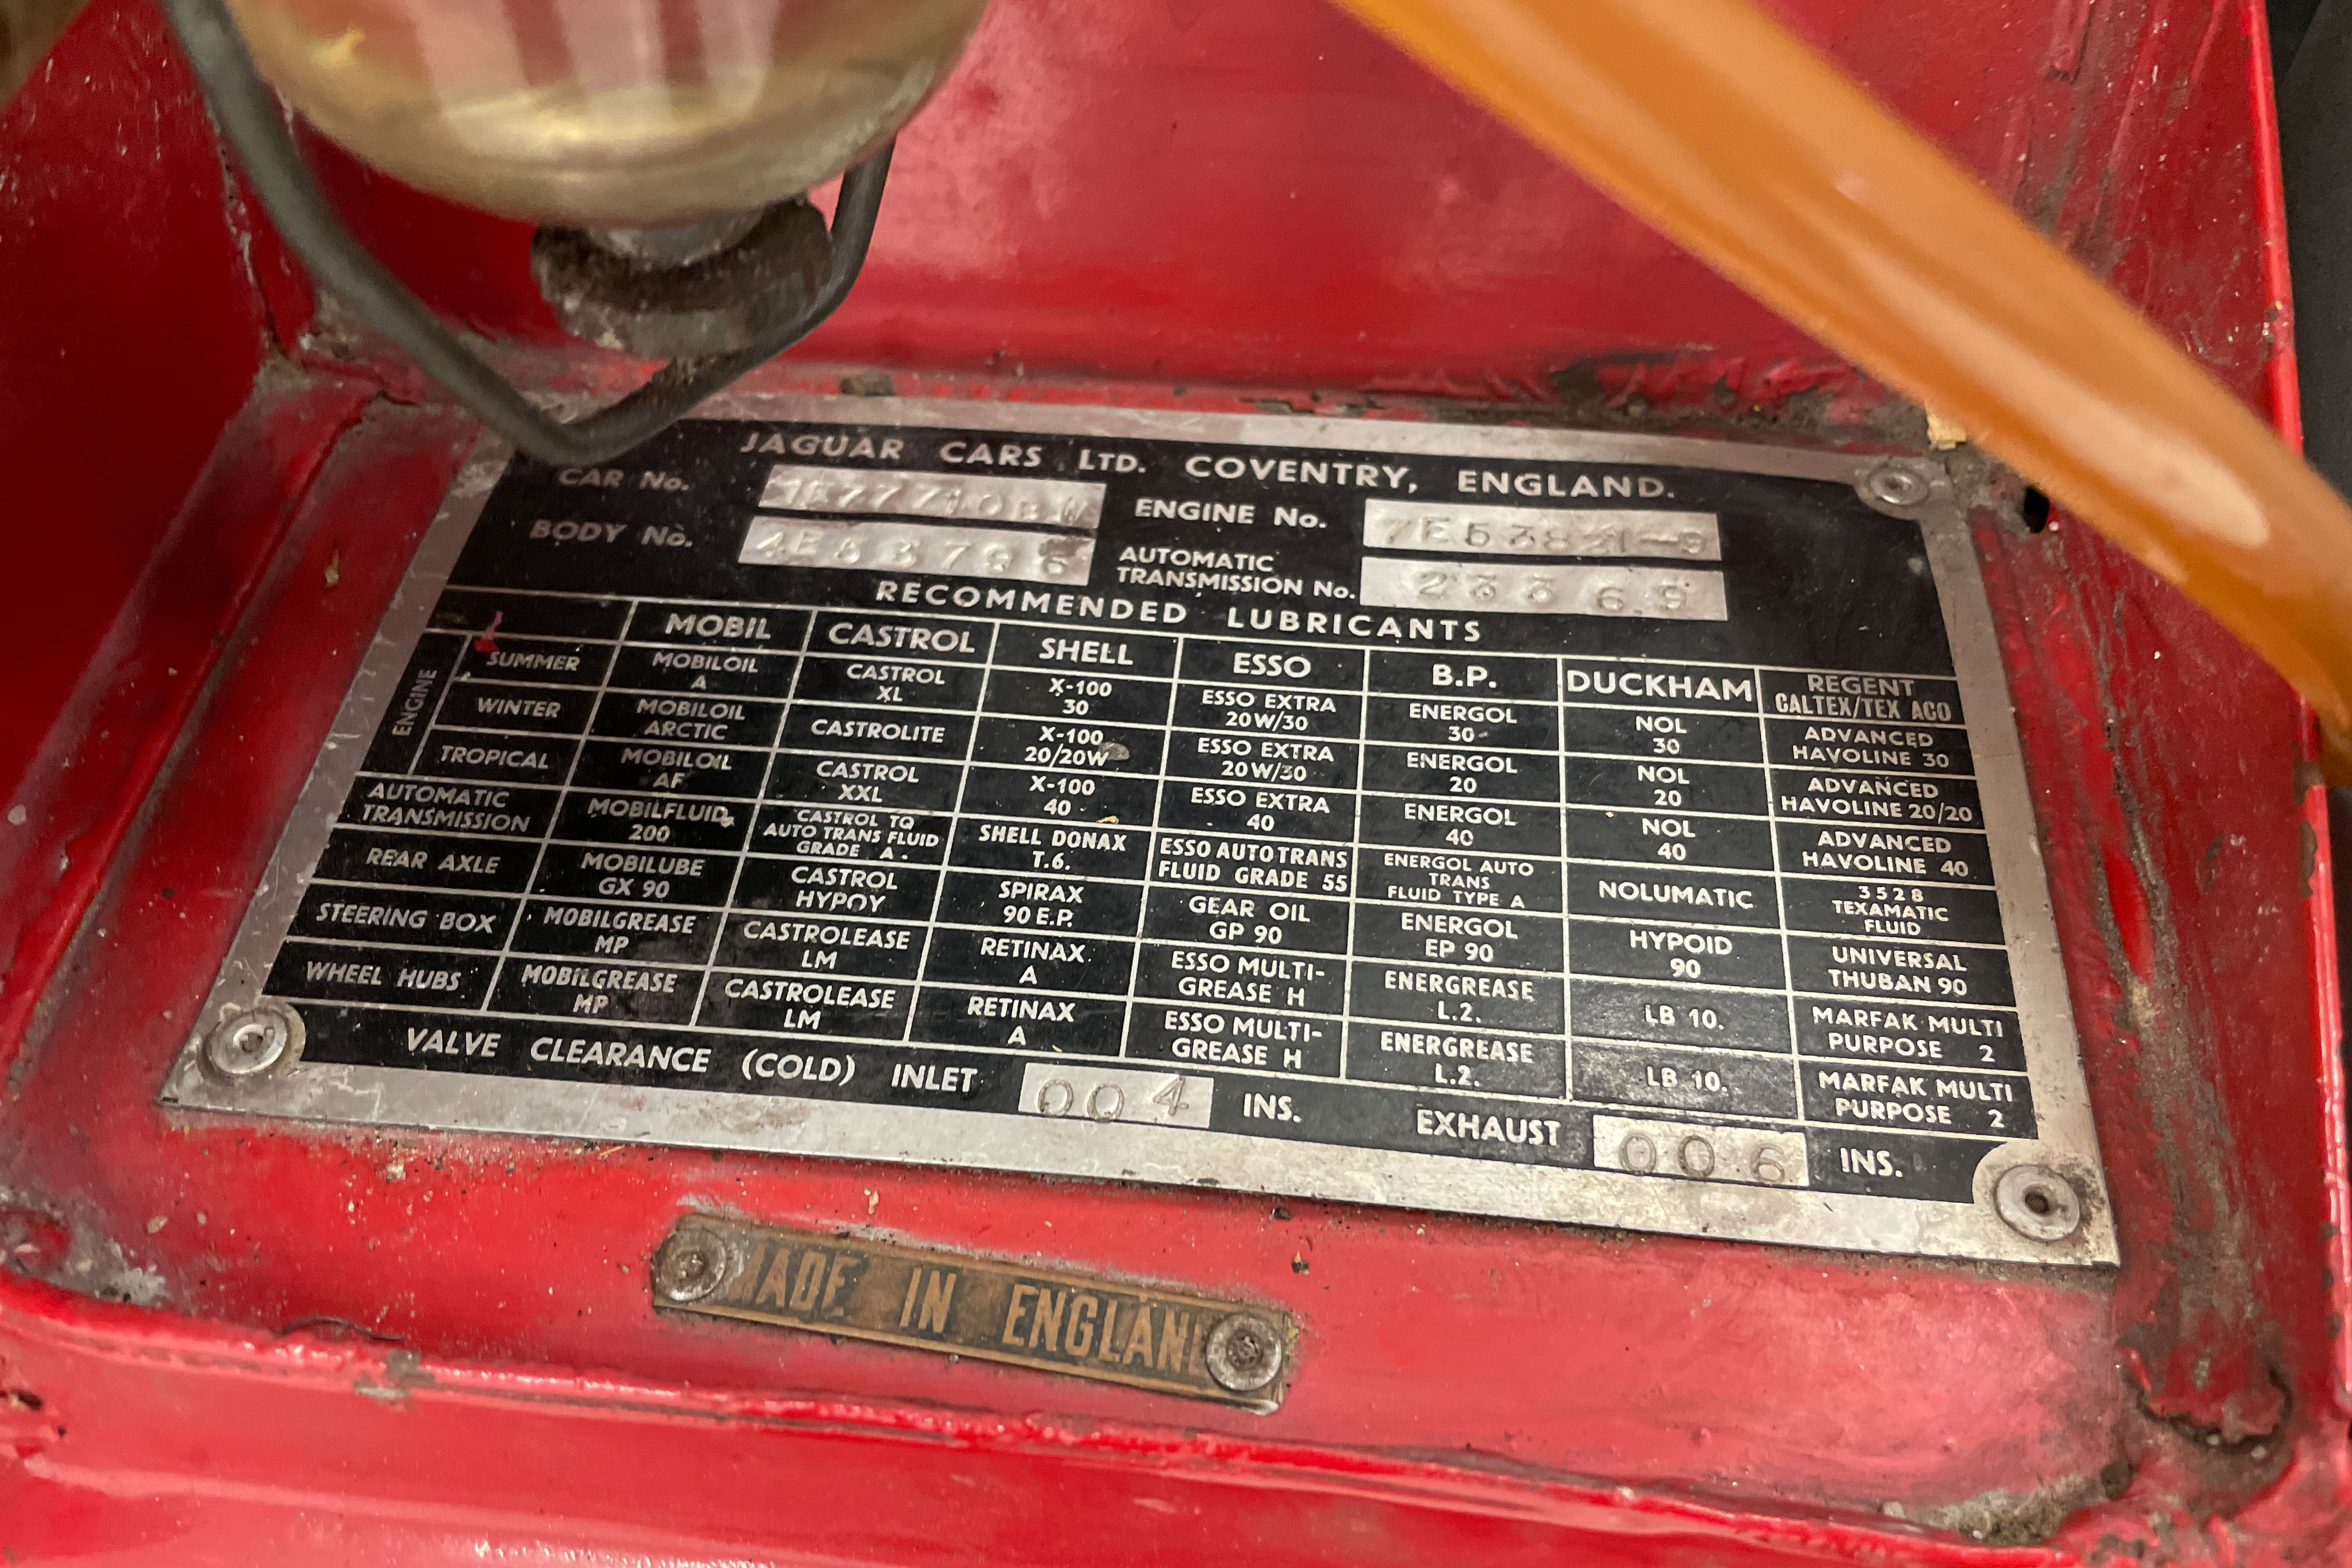 JAGUAR CARS LTD. COVENTRY, ENGLAND.
CAR No. ENGINE No.
BODY No. 4E53796 AUTOMATIC TRANSMISSION No. 23369
RECOMMENDED LUBRICANTS
MOBIL CASTROL SHELL ESSO B.P. DUCKHAM REGENT CALTEX/TEXACO
ENGINE
SUMMER MOBILOIL A CASTROL XL X-100 30 ESSO EXTRA 20W/30 ENERGOL 30 NOL 30 ADVANCED HAVOLINE 30
WINTER MOBILOIL ARCTIC CASTROLITE X-100 20/20W ESSO EXTRA 20W/30 ENERGOL 20 NOL 20 ADVANCED HAVOLINE 20/20
TROPICAL MOBILOIL AF CASTROL XXL X-100 40 ESSO EXTRA 40 ENERGOL 40 NOL 40 ADVANCED HAVOLINE 40
AUTOMATIC TRANSMISSION MOBILFLUID 200 CASTROL TQ AUTO TRANS FLUID GRADE A. SHELL DONAX T.6. ESSO AUTOTRANS FLUID GRADE 55 ENERGOL AUTO TRANS FLUID TYPE A NOLUMATIC 3528 TEXAMATIC FLUID
REAR AXLE MOBILUBE GX 90 CASTROL HYPOY SPIRAX 90 E.P. GEAR OIL GP 90 ENERGOL EP 90 HYPOID 90 UNIVERSAL THUBAN 90
STEERING BOX MOBILGREASE MP CASTROLEASE LM RETINAX A ESSO MULTI-GREASE H ENERGREASE L.2. LB 10. MARFAK MULTI PURPOSE 2
WHEEL HUBS MOBILGREASE MP CASTROLEASE LM RETINAX A ESSO MULTI-GREASE H ENERGREASE L.2. LB 10. MARFAK MULTI PURPOSE 2
VALVE CLEARANCE (COLD) INLET 004 INS. EXHAUST 006 INS.
MADE IN ENGLAND